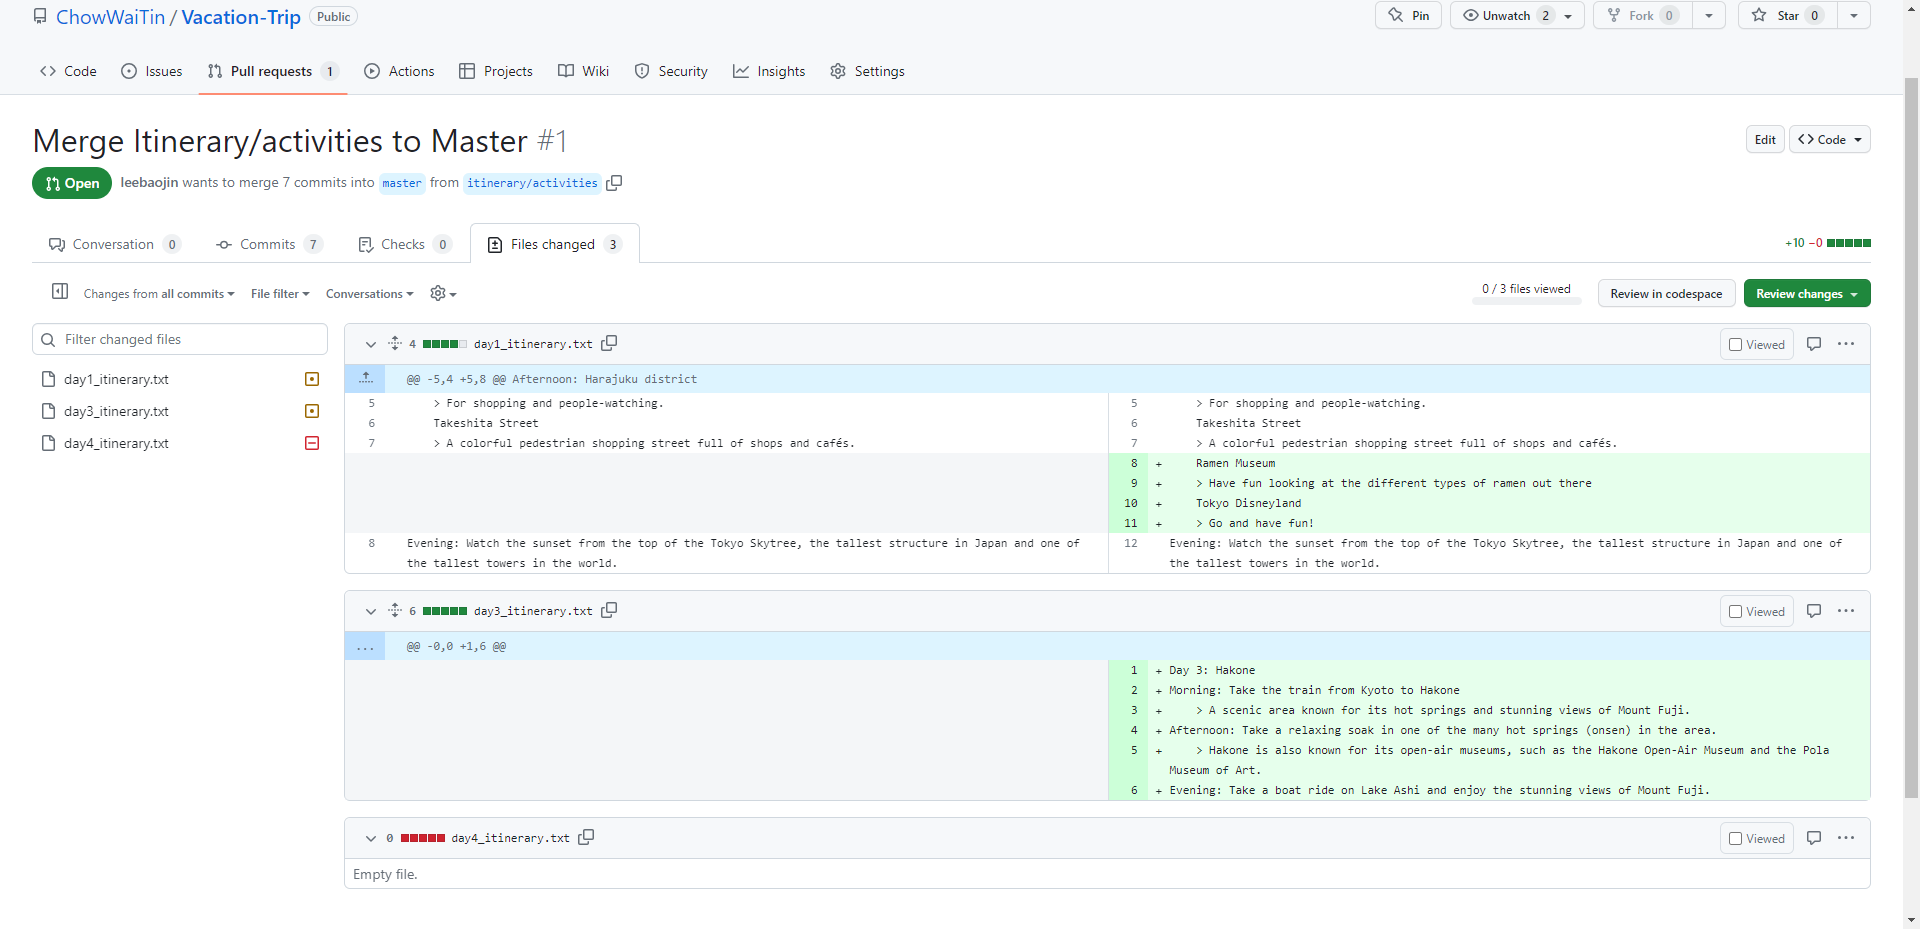 ChowWaiTin / Vacation-Trip Public
Pin
Unwatch 2
Fork 0
Star 0
Code
Issues
Pull requests 1
Actions
Projects
Wiki
Security
Insights
Settings
Merge Itinerary/activities to Master #1
Edit
<> Code
Open
leebaojin wants to merge 7 commits into master from itinerary/activities
Conversation 0
Commits 7
Checks 0
Files changed 3
+10 −0
Changes from all commits
File filter
Conversations
0 / 3 files viewed
Review in codespace
Review changes
Filter changed files
day1_itinerary.txt
day3_itinerary.txt
day4_itinerary.txt
4 day1_itinerary.txt
Viewed
@@ -5,4 +5,8 @@ Afternoon: Harajuku district
5 > For shopping and people-watching.
6 Takeshita Street
7 > A colorful pedestrian shopping street full of shops and cafés.
8 Evening: Watch the sunset from the top of the Tokyo Skytree, the tallest structure in Japan and one of
the tallest towers in the world.
5 > For shopping and people-watching.
6 Takeshita Street
7 > A colorful pedestrian shopping street full of shops and cafés.
8 + Ramen Museum
9 + > Have fun looking at the different types of ramen out there
10 + Tokyo Disneyland
11 + > Go and have fun!
12 Evening: Watch the sunset from the top of the Tokyo Skytree, the tallest structure in Japan and one of
the tallest towers in the world.
6 day3_itinerary.txt
Viewed
@@ -0,0 +1,6 @@
1 + Day 3: Hakone
2 + Morning: Take the train from Kyoto to Hakone
3 + > A scenic area known for its hot springs and stunning views of Mount Fuji.
4 + Afternoon: Take a relaxing soak in one of the many hot springs (onsen) in the area.
5 + > Hakone is also known for its open-air museums, such as the Hakone Open-Air Museum and the Pola
Museum of Art.
6 + Evening: Take a boat ride on Lake Ashi and enjoy the stunning views of Mount Fuji.
0 day4_itinerary.txt
Viewed
Empty file.